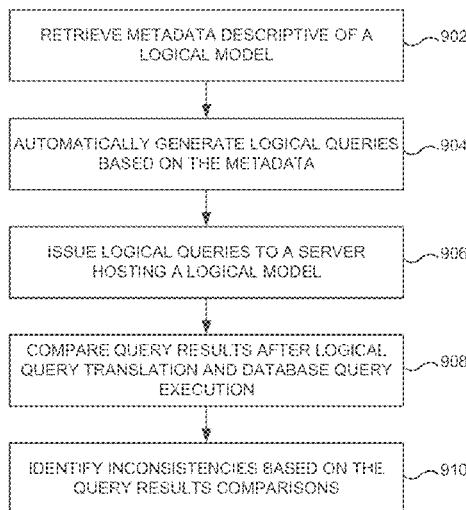 RETRIEVE METADATA DESCRIPTIVE OF A
LOGICAL MODEL
902
AUTOMATICALLY GENERATE LOGICAL QUERIES
BASED ON THE METADATA
904
ISSUE LOGICAL QUERIES TO A SERVER
HOSTING A LOGICAL MODEL
906
COMPARE QUERY RESULTS AFTER LOGICAL
QUERY TRANSLATION AND DATABASE QUERY
EXECUTION
908
IDENTIFY INCONSISTENCIES BASED ON THE
QUERY RESULTS COMPARISONS
910